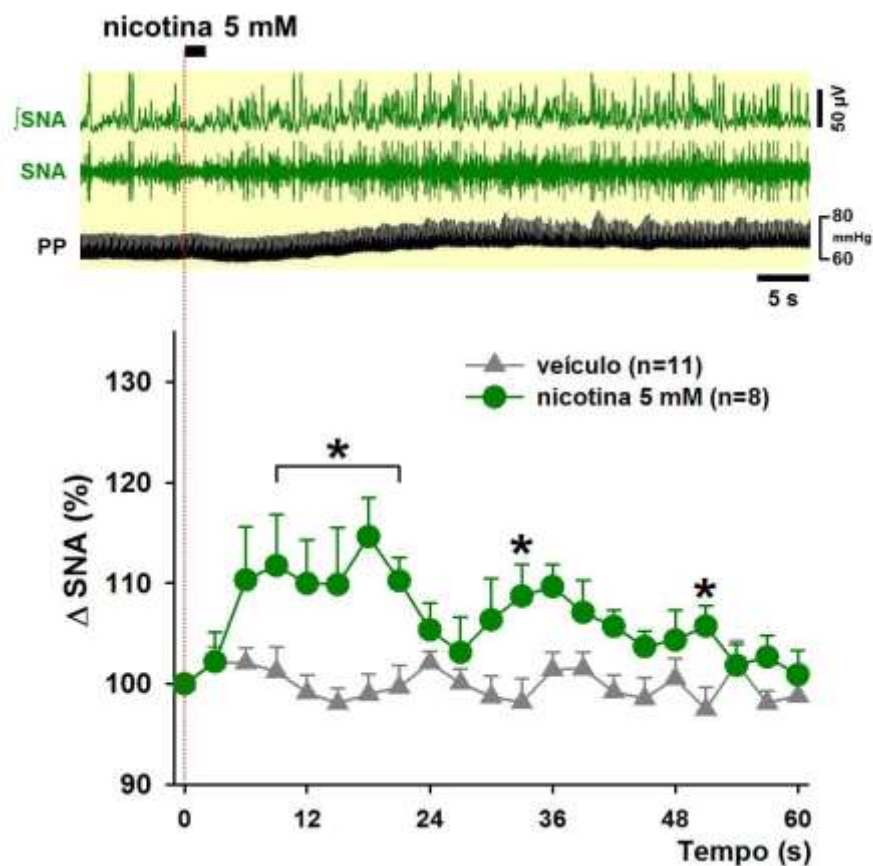 nicotina 5 mM
∫SNA
50 µV
SNA
PP
80
mmHg
60
5 s
veículo (n=11)
nicotina 5 mM (n=8)
130
*
120
Δ SNA (%)
*
110
*
100
90
0 12 24 36 48 60
Tempo (s)